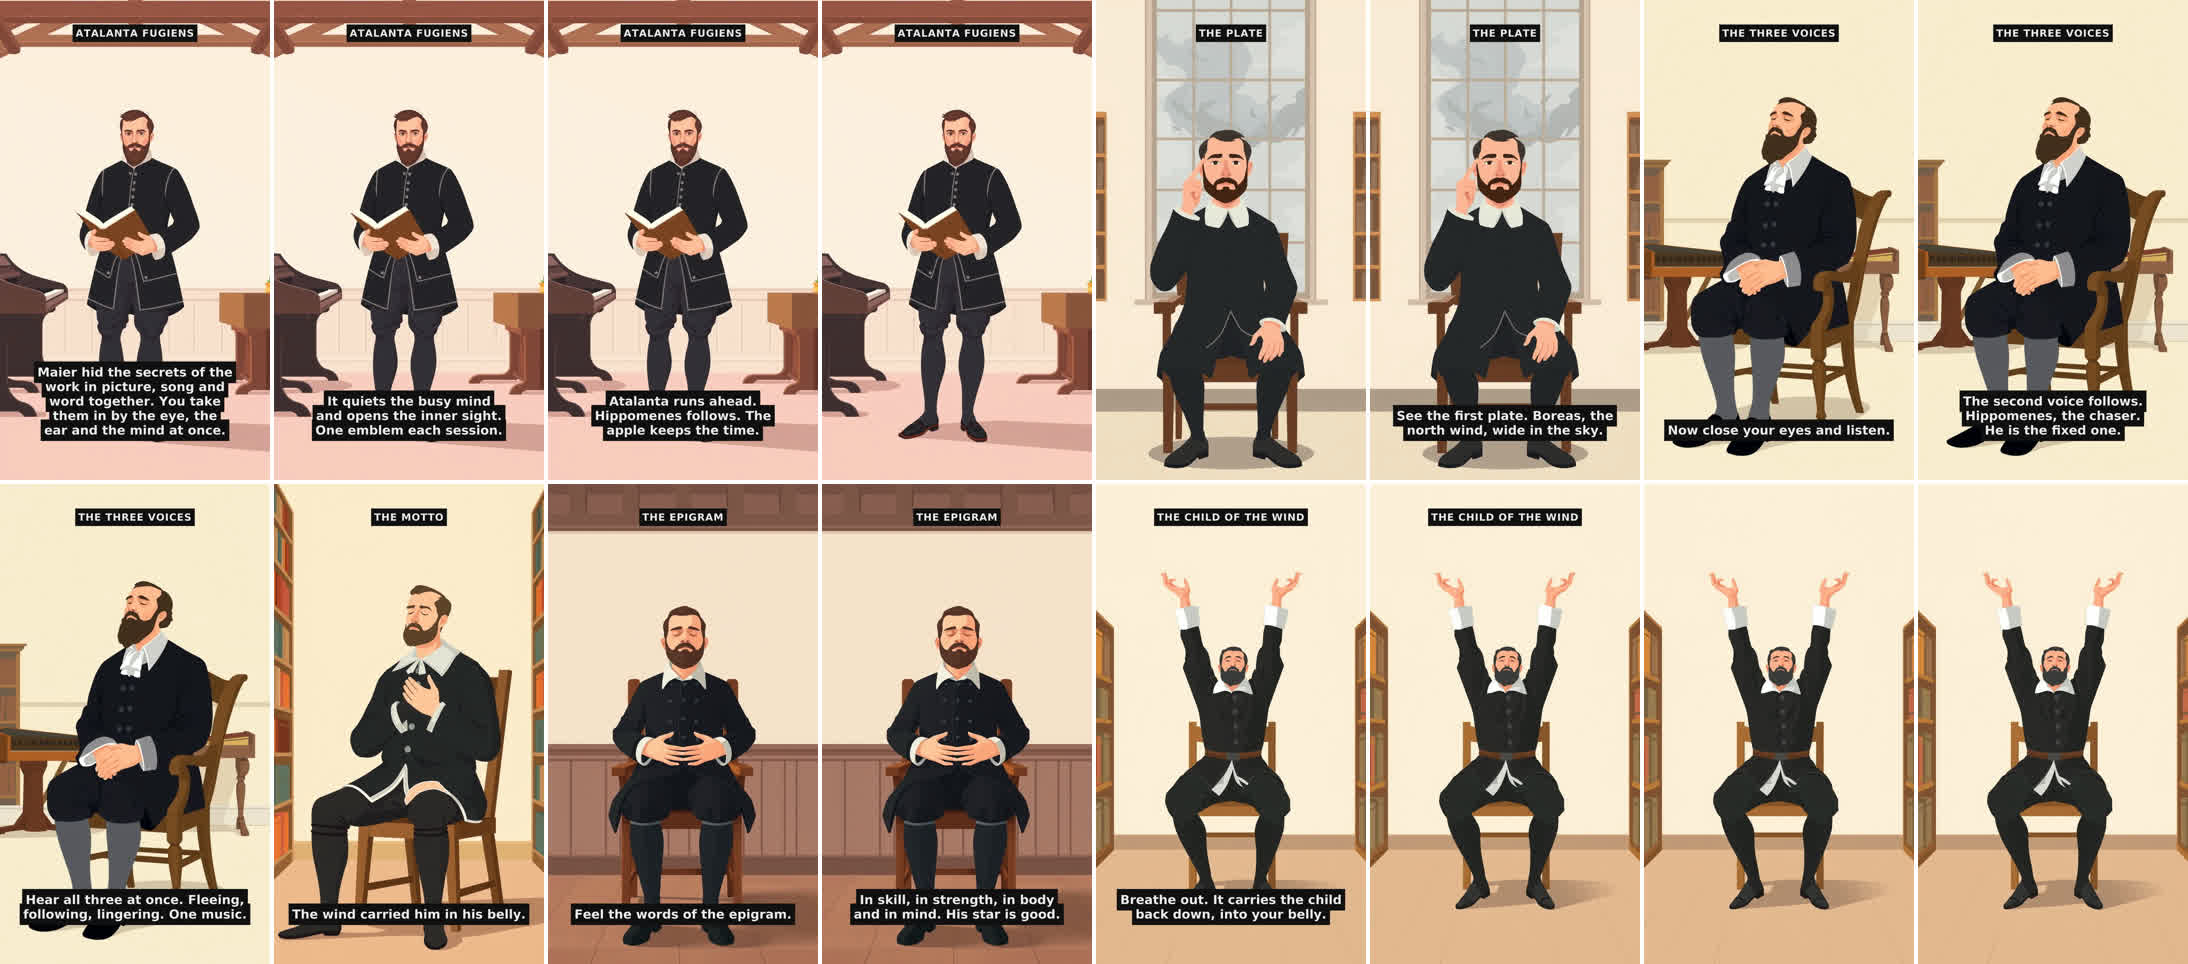 ATALANTA FUGIENS
Maier hid the secrets of the
work in picture, song and
word together. You take
them in by the eye, the
ear and the mind at once.
ATALANTA FUGIENS
It quiets the busy mind
and opens the inner sight.
One emblem each session.
ATALANTA FUGIENS
Atalanta runs ahead.
Hippomenes follows. The
apple keeps the time.
ATALANTA FUGIENS
THE PLATE
THE PLATE
See the first plate. Boreas, the
north wind, wide in the sky.
THE THREE VOICES
Now close your eyes and listen.
THE THREE VOICES
The second voice follows.
Hippomenes, the chaser.
He is the fixed one.
THE THREE VOICES
Hear all three at once. Fleeing,
following, lingering. One music.
THE MOTTO
The wind carried him in his belly.
THE EPIGRAM
Feel the words of the epigram.
THE EPIGRAM
In skill, in strength, in body
and in mind. His star is good.
THE CHILD OF THE WIND
Breathe out. It carries the child
back down, into your belly.
THE CHILD OF THE WIND